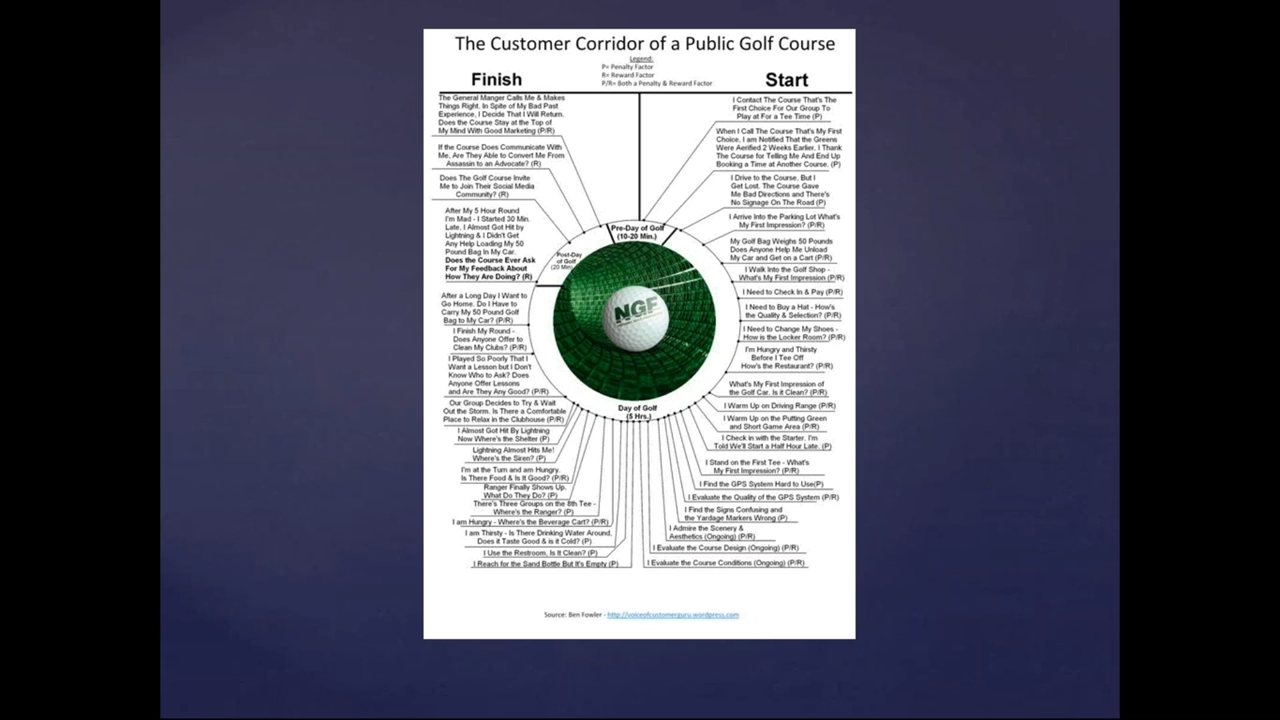 The Customer Corridor of a Public Golf Course
Legend:
P= Penalty Factor
R= Reward Factor
P/R= Both a Penalty & Reward Factor
Finish
Start
I Contact The Course That's The
First Choice For Our Group To
Play at For a Tee Time (P)
When I Call The Course That's My First
Choice, I am Notified That the Greens
Were Aerified 2 Weeks Earlier. I Thank
The Course for Telling Me And End Up
Booking a Time at Another Course. (P)
I Drive to the Course, But I
Get Lost. The Course Gave
Me Bad Directions and There's
No Signage On The Road (P)
I Arrive Into the Parking Lot What's
My First Impression? (P/R)
My Golf Bag Weighs 50 Pounds
Does Anyone Help Me Unload
My Car and Get on a Cart (P/R)
I Walk Into the Golf Shop -
What's My First Impression (P/R)
I Need to Check In & Pay (P/R)
I Need to Buy a Hat - How's
the Quality & Selection? (P/R)
I Need to Change My Shoes -
How is the Locker Room? (P/R)
I'm Hungry and Thirsty
Before I Tee Off
How's the Restaurant? (P/R)
What's My First Impression of
the Golf Car. Is it Clean? (P/R)
I Warm Up on Driving Range (P/R)
I Warm Up on the Putting Green
and Short Game Area (P/R)
I Check in with the Starter. I'm
Told We'll Start a Half Hour Late. (P)
I Stand on the First Tee - What's
My First Impression? (P/R)
I Find the GPS System Hard to Use(P)
I Evaluate the Quality of the GPS System (P/R)
I Find the Signs Confusing and
the Yardage Markers Wrong (P)
I Admire the Scenery &
Aesthetics (Ongoing) (P/R)
I Evaluate the Course Design (Ongoing) (P/R)
I Evaluate the Course Conditions (Ongoing) (P/R)
The General Manger Calls Me & Makes
Things Right. In Spite of My Bad Past
Experience, I Decide That I Will Return.
Does the Course Stay at the Top of
My Mind With Good Marketing (P/R)
If the Course Does Communicate With
Me, Are They Able to Convert Me From
Assassin to an Advocate? (R)
Does The Golf Course Invite
Me to Join Their Social Media
Community? (R)
After My 5 Hour Round
I'm Mad - I Started 30 Min.
Late, I Almost Got Hit by
Lightning & I Didn't Get
Any Help Loading My 50
Pound Bag In My Car.
Does the Course Ever Ask
For My Feedback About
How They Are Doing? (R)
After a Long Day I Want to
Go Home. Do I Have to
Carry My 50 Pound Golf
Bag to My Car? (P/R)
I Finish My Round -
Does Anyone Offer to
Clean My Clubs? (P/R)
I Played So Poorly That I
Want a Lesson but I Don't
Know Who to Ask? Does
Anyone Offer Lessons
and Are They Any Good? (P/R)
Our Group Decides to Try & Wait
Out the Storm. Is There a Comfortable
Place to Relax in the Clubhouse (P/R)
I Almost Got Hit By Lightning
Now Where's the Shelter (P)
Lightning Almost Hits Me!
Where's the Siren? (P)
I'm at the Turn and am Hungry.
Is There Food & Is it Good? (P/R)
Ranger Finally Shows Up.
What Do They Do? (P)
There's Three Groups on the 8th Tee -
Where's the Ranger? (P)
I am Hungry - Where's the Beverage Cart? (P/R)
I am Thirsty - Is There Drinking Water Around,
Does it Taste Good & is it Cold? (P)
I Use the Restroom, Is It Clean? (P)
I Reach for the Sand Bottle But It's Empty (P)
Pre-Day of Golf
(10-20 Min.)
Post-Day
of Golf
(20 Min.
NGF
Day of Golf
(5 Hrs.)
Source: Ben Fowler - http://voiceofcustomerguru.wordpress.com